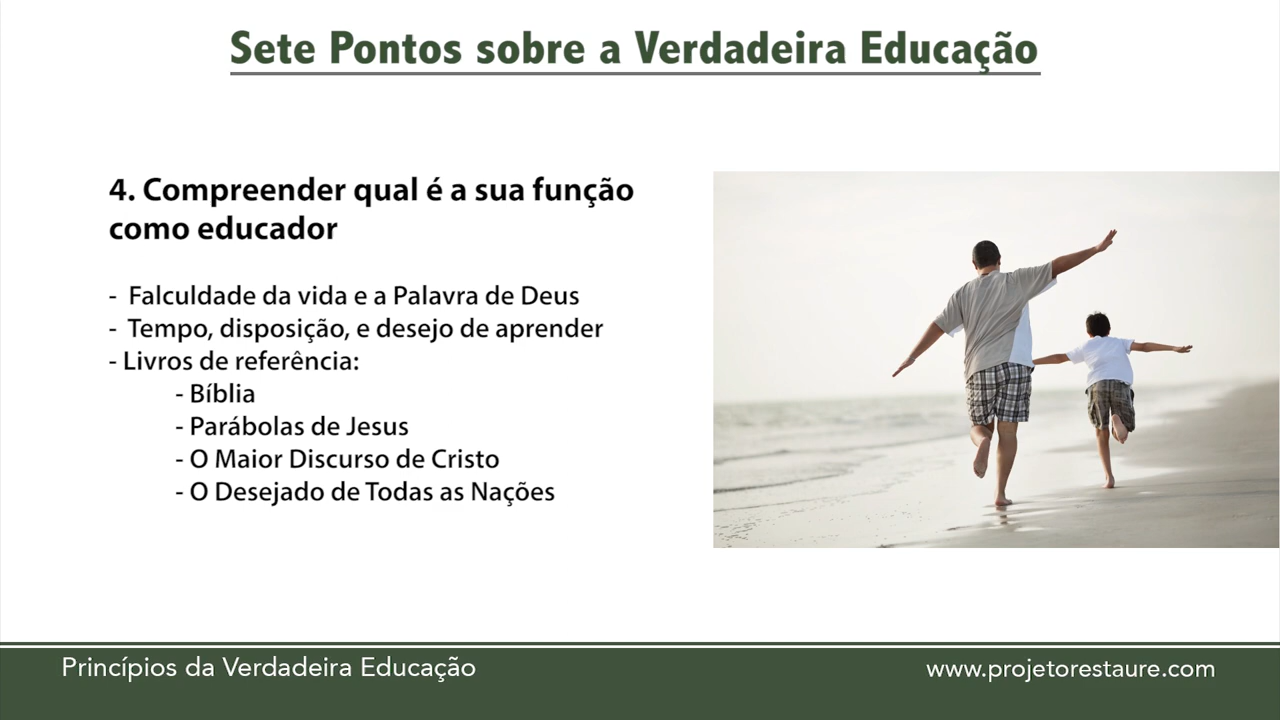 Sete Pontos sobre a Verdadeira Educação
4. Compreender qual é a sua função
como educador
- Falculdade da vida e a Palavra de Deus
- Tempo, disposição, e desejo de aprender
- Livros de referência:
- Bíblia
- Parábolas de Jesus
- O Maior Discurso de Cristo
- O Desejado de Todas as Nações
Princípios da Verdadeira Educação
www.projetorestaure.com